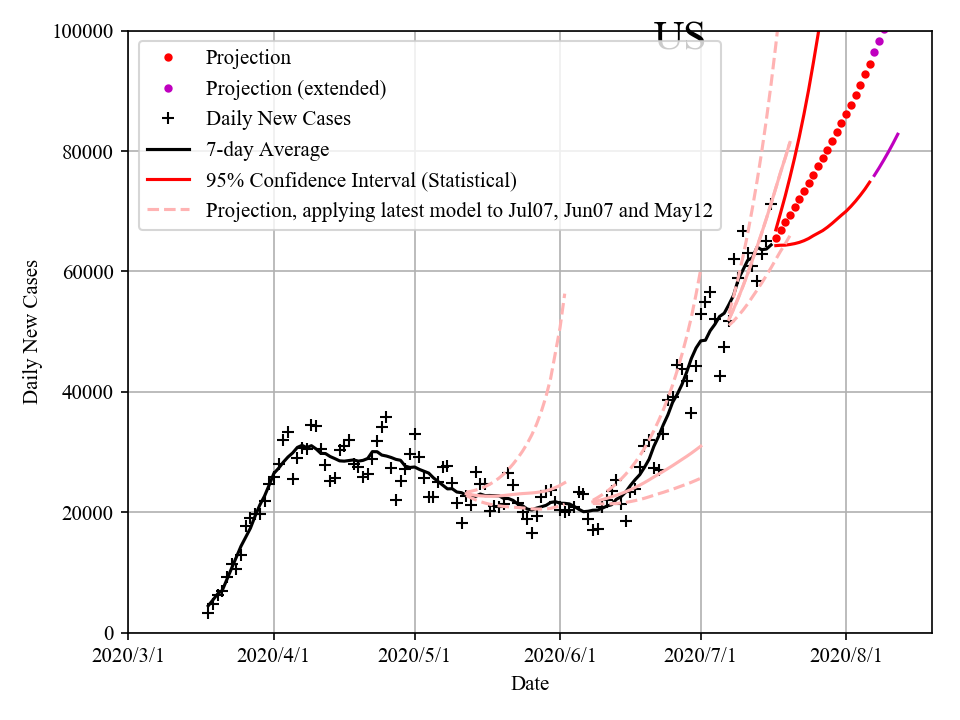 US
100000
80000
60000
40000
20000
0
Daily New Cases
Projection
Projection (extended)
Daily New Cases
7-day Average
95% Confidence Interval (Statistical)
Projection, applying latest model to Jul07, Jun07 and May12
2020/3/1 2020/4/1 2020/5/1 2020/6/1 2020/7/1 2020/8/1
Date